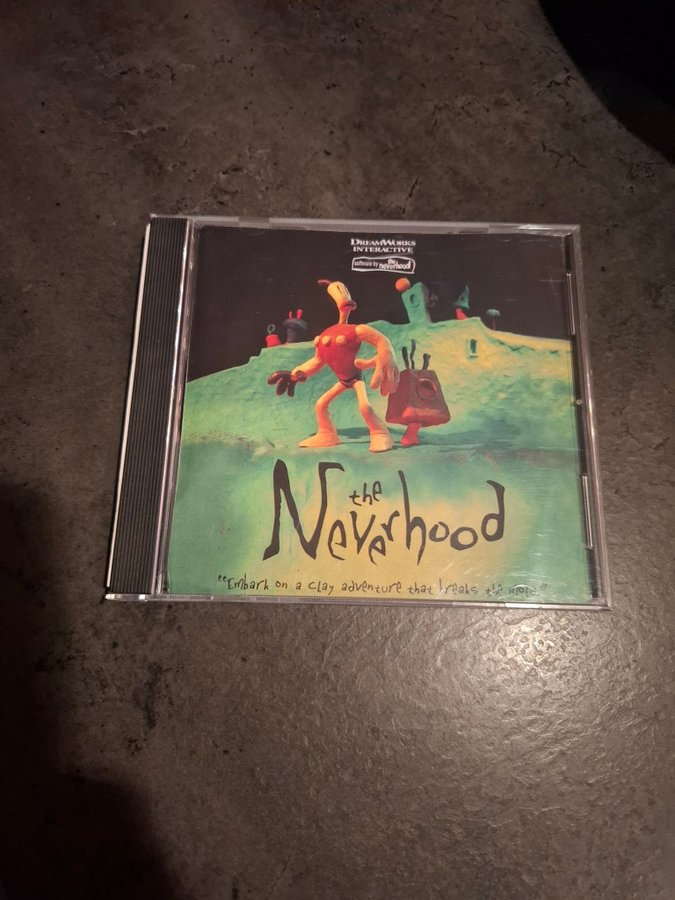 DREAMWORKS
INTERACTIVE
software by the neverhood
the
Neverhood
"Embark on a clay adventure that breaks the mold"